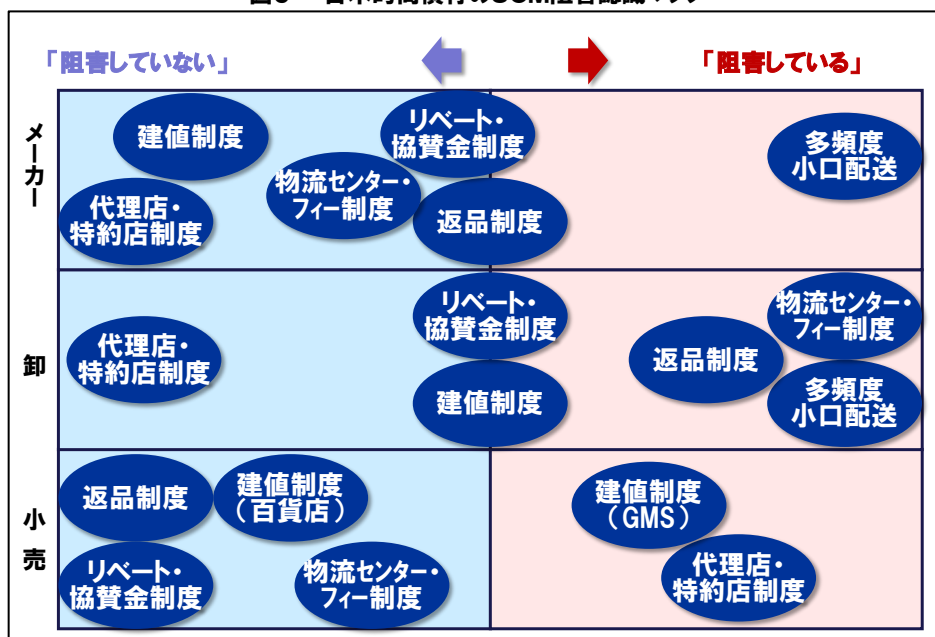 「阻害していない」
「阻害している」
メーカー
建値制度
リベート・
協賛金制度
多頻度
小口配送
物流センター・
フィー制度
代理店・
特約店制度
返品制度
卸
リベート・
協賛金制度
物流センター・
フィー制度
代理店・
特約店制度
返品制度
建値制度
多頻度
小口配送
小売
返品制度
建値制度
（百貨店）
建値制度
（GMS）
リベート・
協賛金制度
物流センター・
フィー制度
代理店・
特約店制度